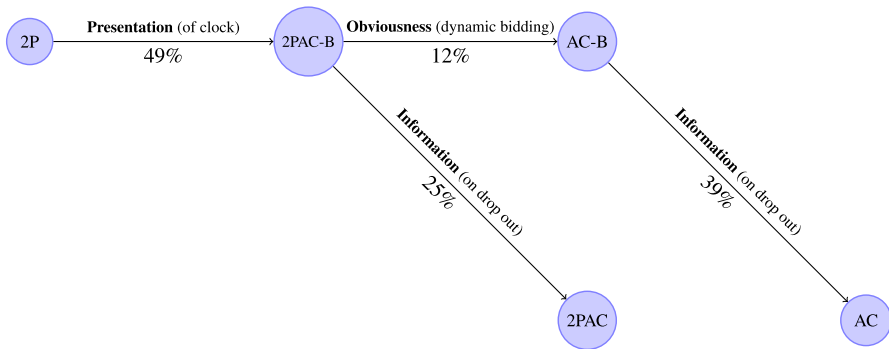 2P
Presentation (of clock)
49%
2PAC-B
Obviousness (dynamic bidding)
12%
AC-B
Information (on drop out)
25%
Information (on drop out)
39%
2PAC
AC